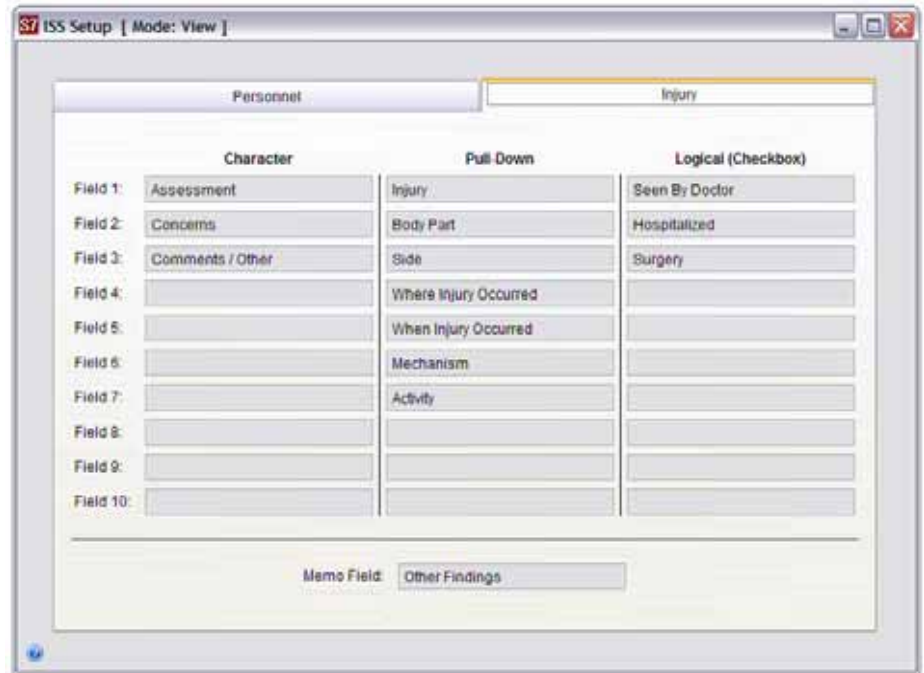 S7 ISS Setup [ Mode: View ]
Personnel Injury
Character Pull-Down Logical (Checkbox)
Field 1: Assessment Injury Seen By Doctor
Field 2: Concerns Body Part Hospitalized
Field 3: Comments / Other Side Surgery
Field 4: Where Injury Occurred
Field 5: When Injury Occurred
Field 6: Mechanism
Field 7: Activity
Field 8:
Field 9:
Field 10:
Memo Field: Other Findings